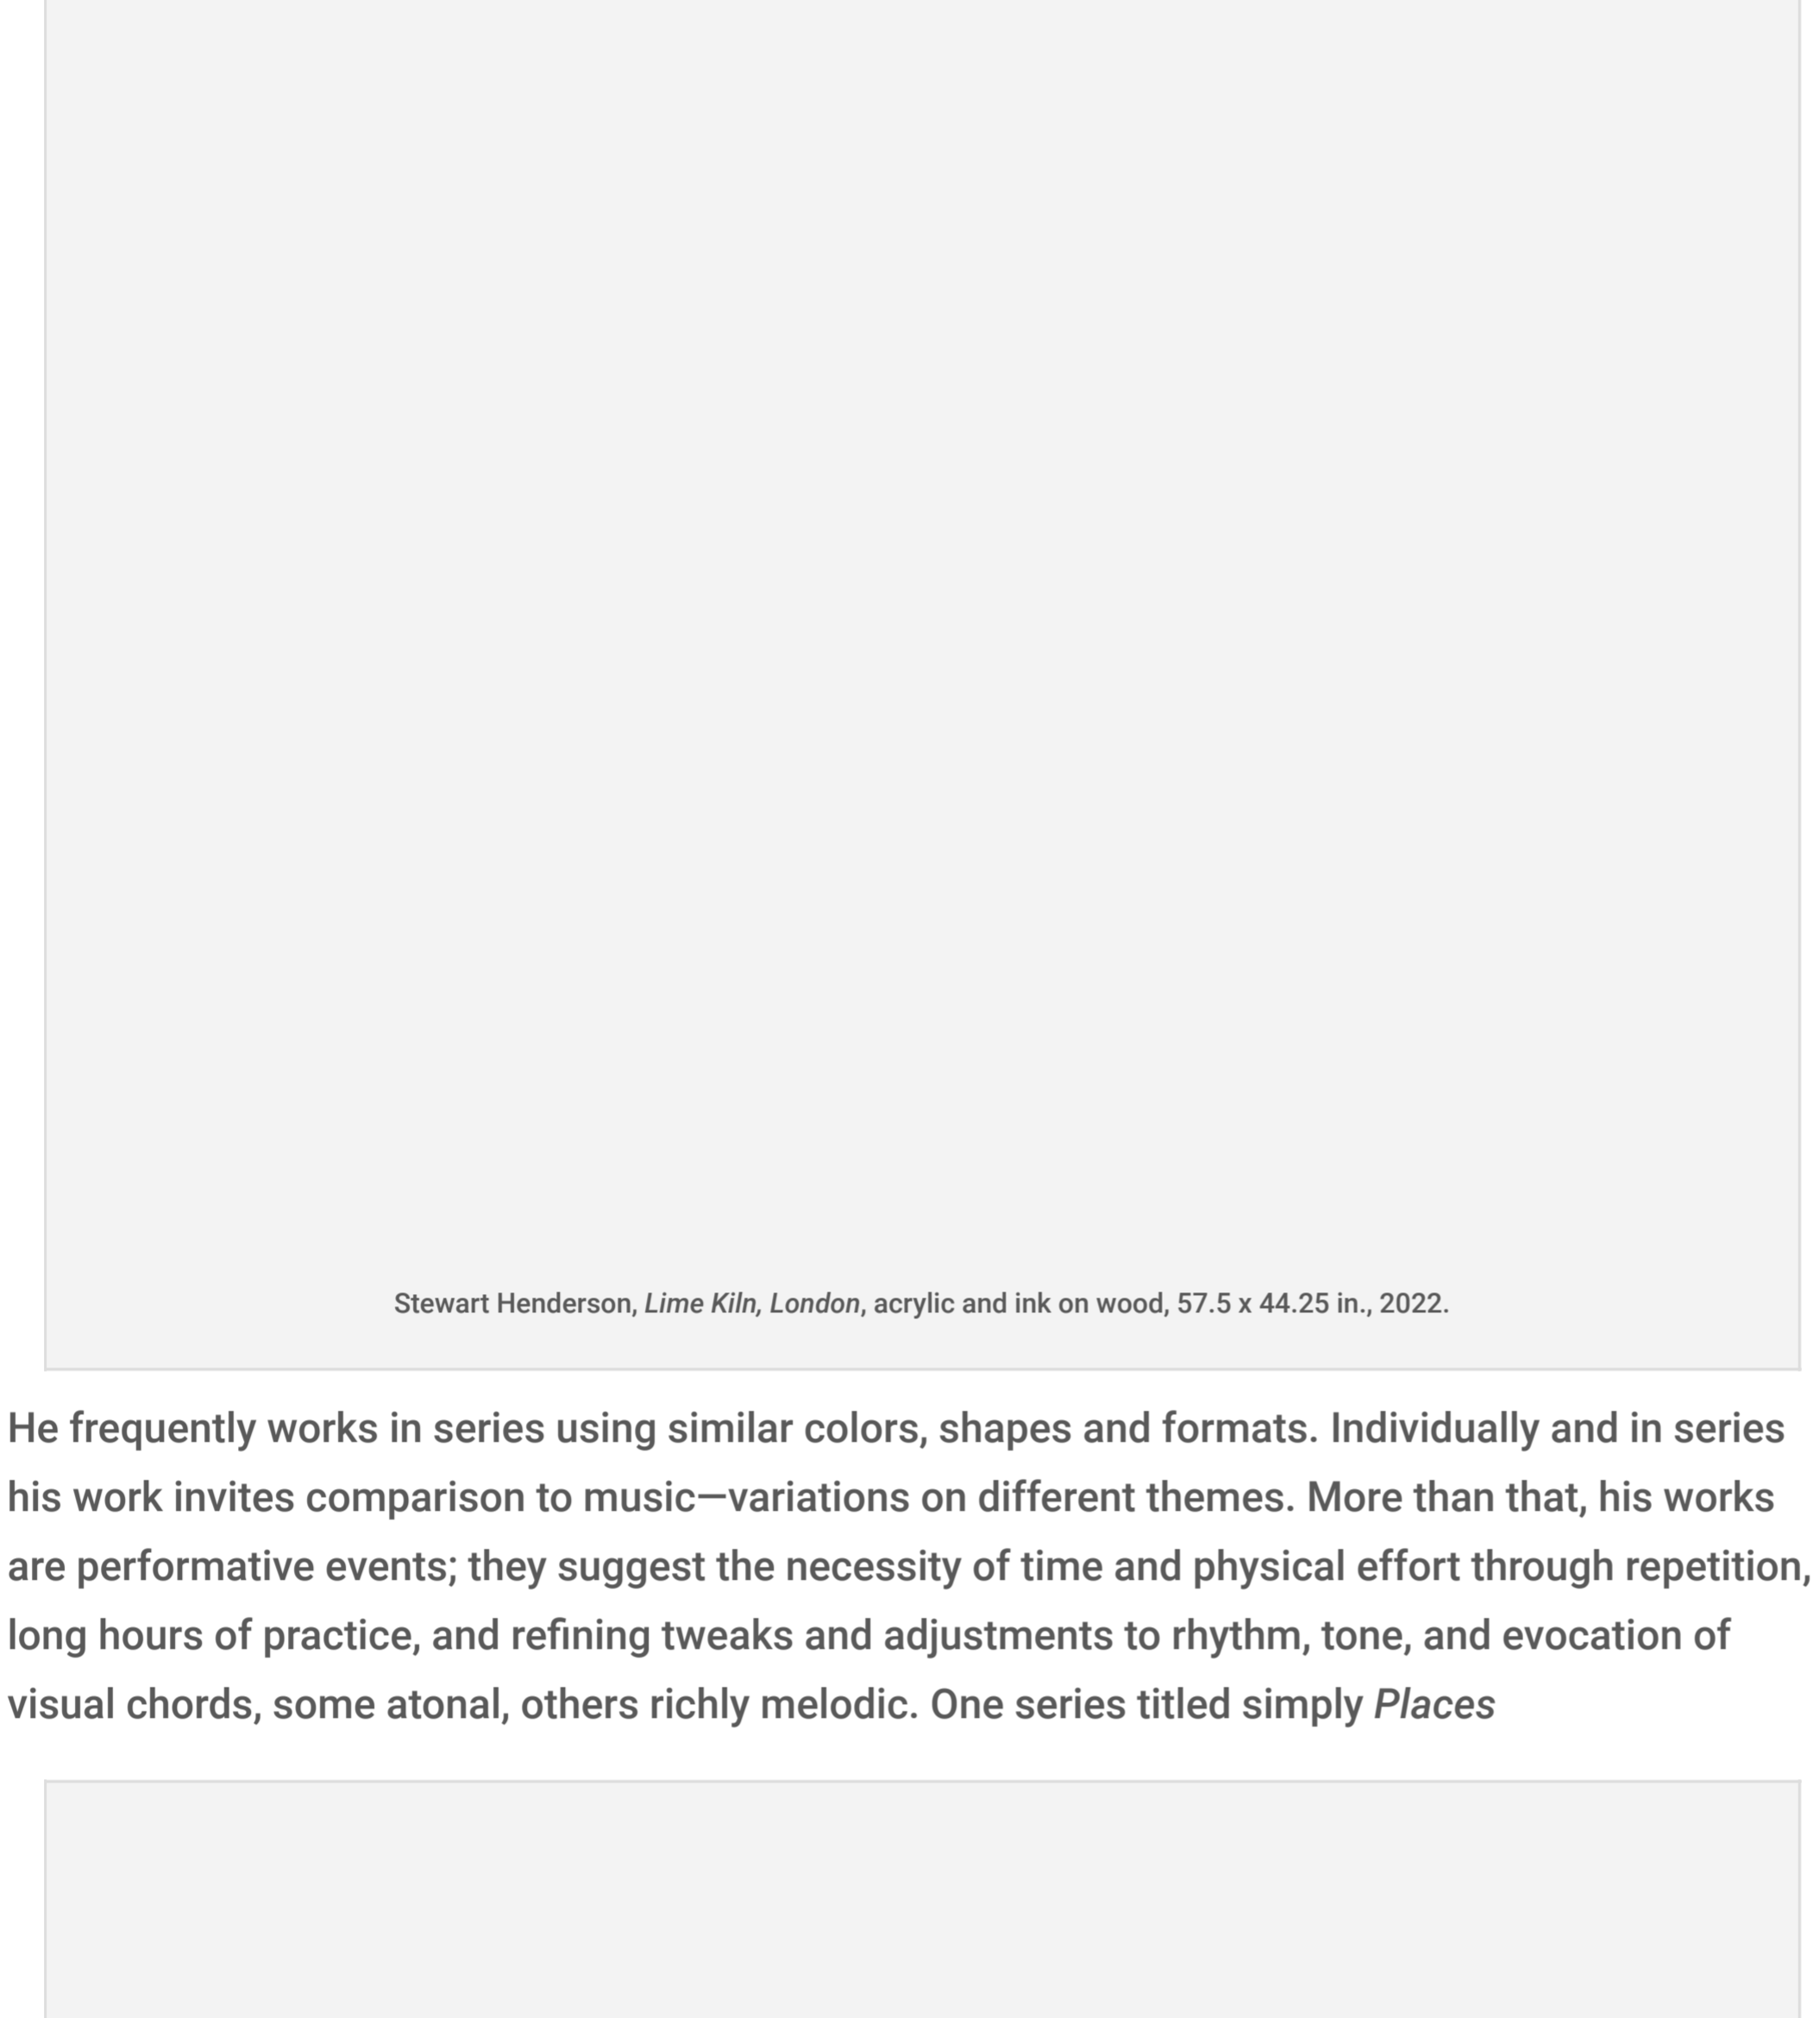 Stewart Henderson, Lime Kiln, London, acrylic and ink on wood, 57.5 x 44.25 in., 2022.
He frequently works in series using similar colors, shapes and formats. Individually and in series
his work invites comparison to music—variations on different themes. More than that, his works
are performative events; they suggest the necessity of time and physical effort through repetition,
long hours of practice, and refining tweaks and adjustments to rhythm, tone, and evocation of
visual chords, some atonal, others richly melodic. One series titled simply Places